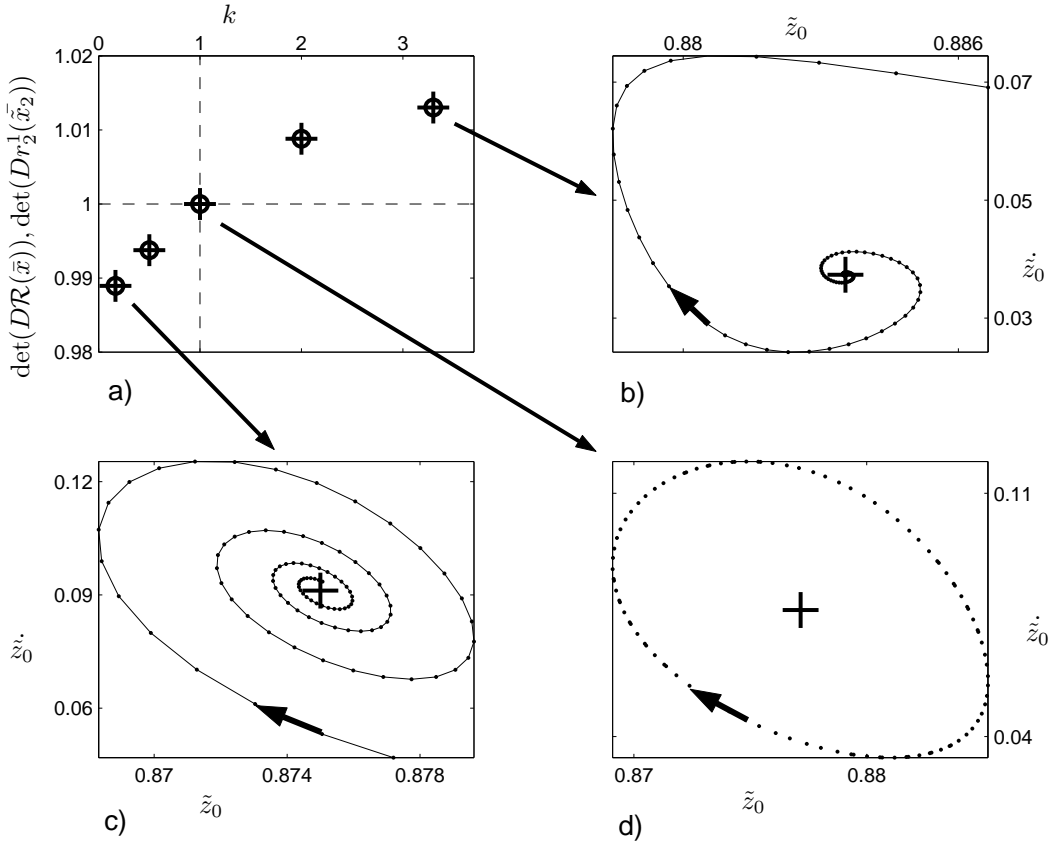 k
0 1 2 3
1.02
1.01
1
0.99
0.98
det(D𝓡(x̄)), det(Dr₂¹(x̃̄₂))
a)
z̃₀
0.88 0.886
0.07
0.05
0.03
z̃̇₀
b)
0.12
0.09
0.06
z̃̇₀
0.87 0.874 0.878
z̃₀
c)
0.11
0.04
z̃̇₀
0.87 0.88
z̃₀
d)